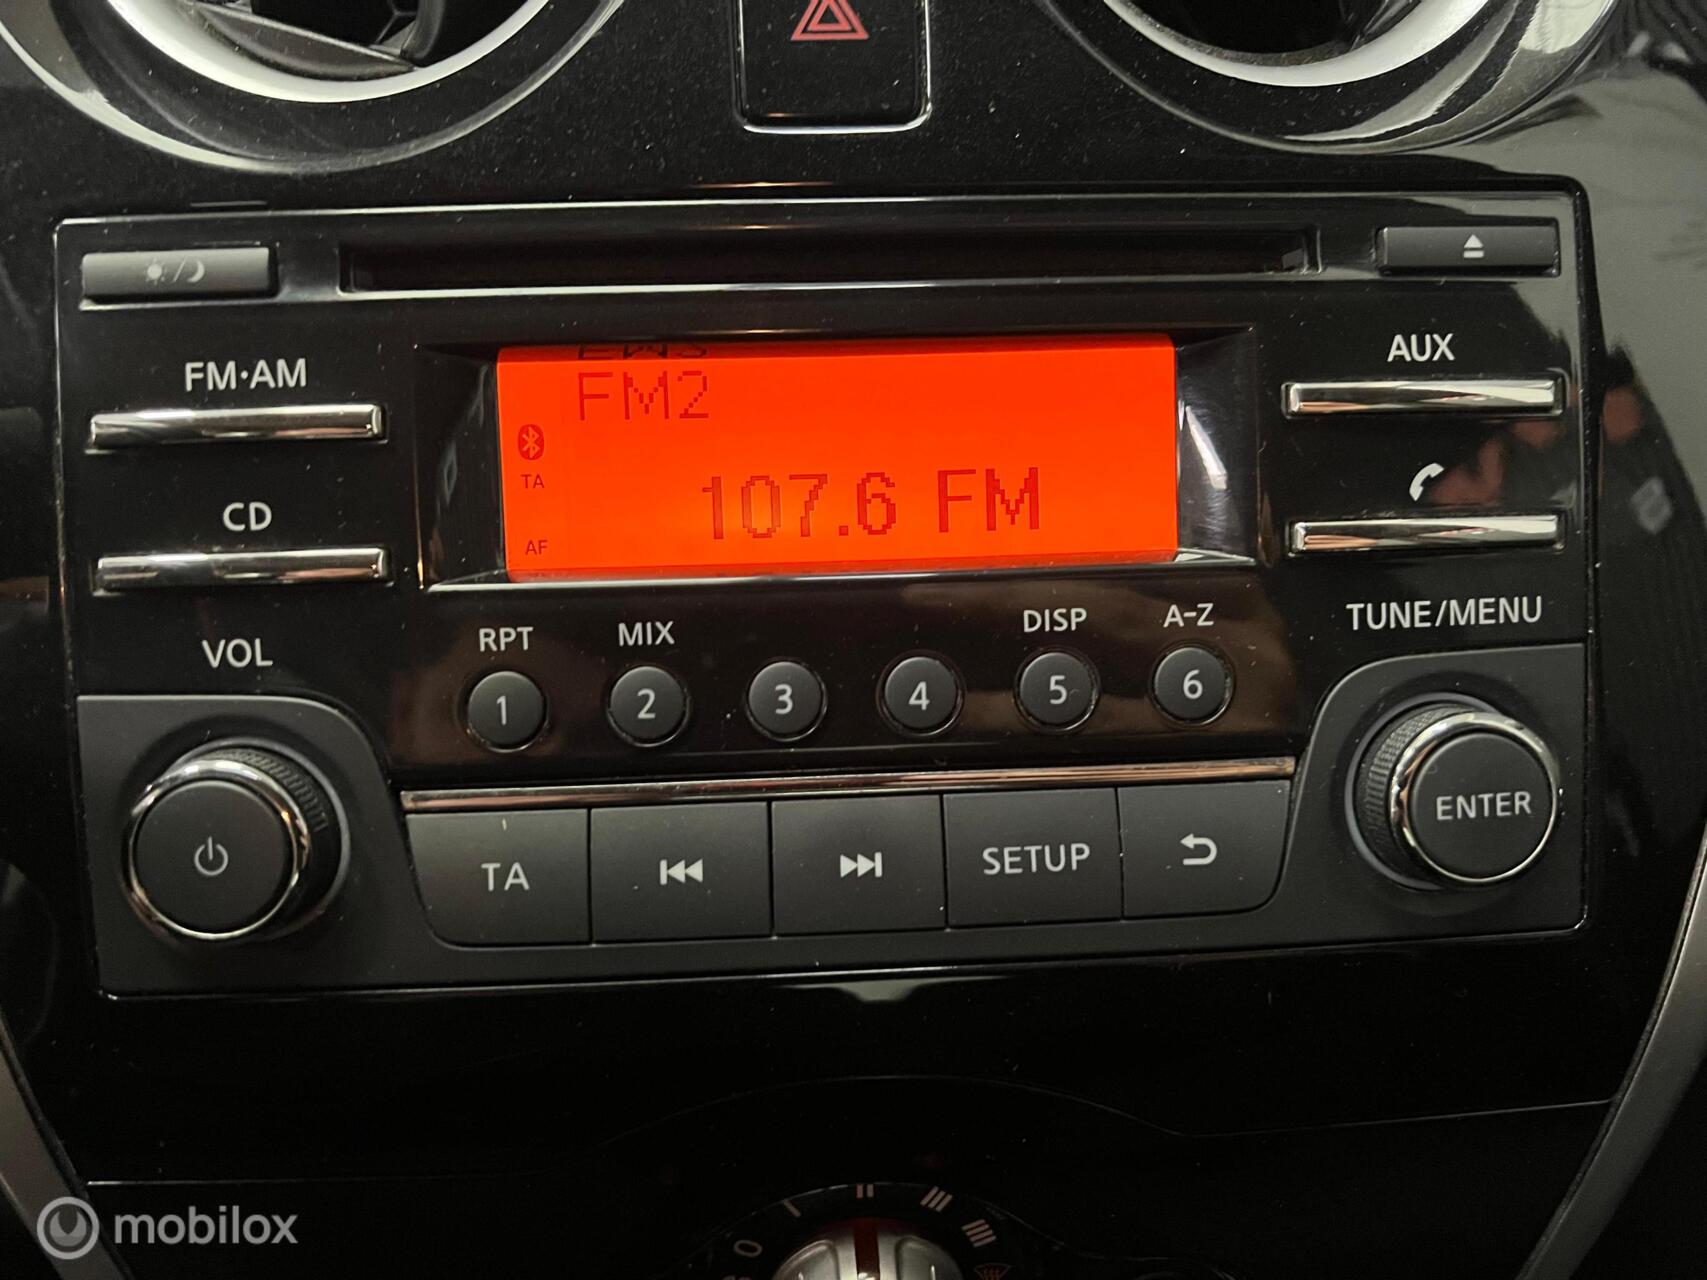 FM·AM
AUX
FM2
TA
107.6 FM
AF
CD
VOL
RPT
MIX
DISP
A-Z
TUNE/MENU
1
2
3
4
5
6
TA
SETUP
ENTER
0
mobilox